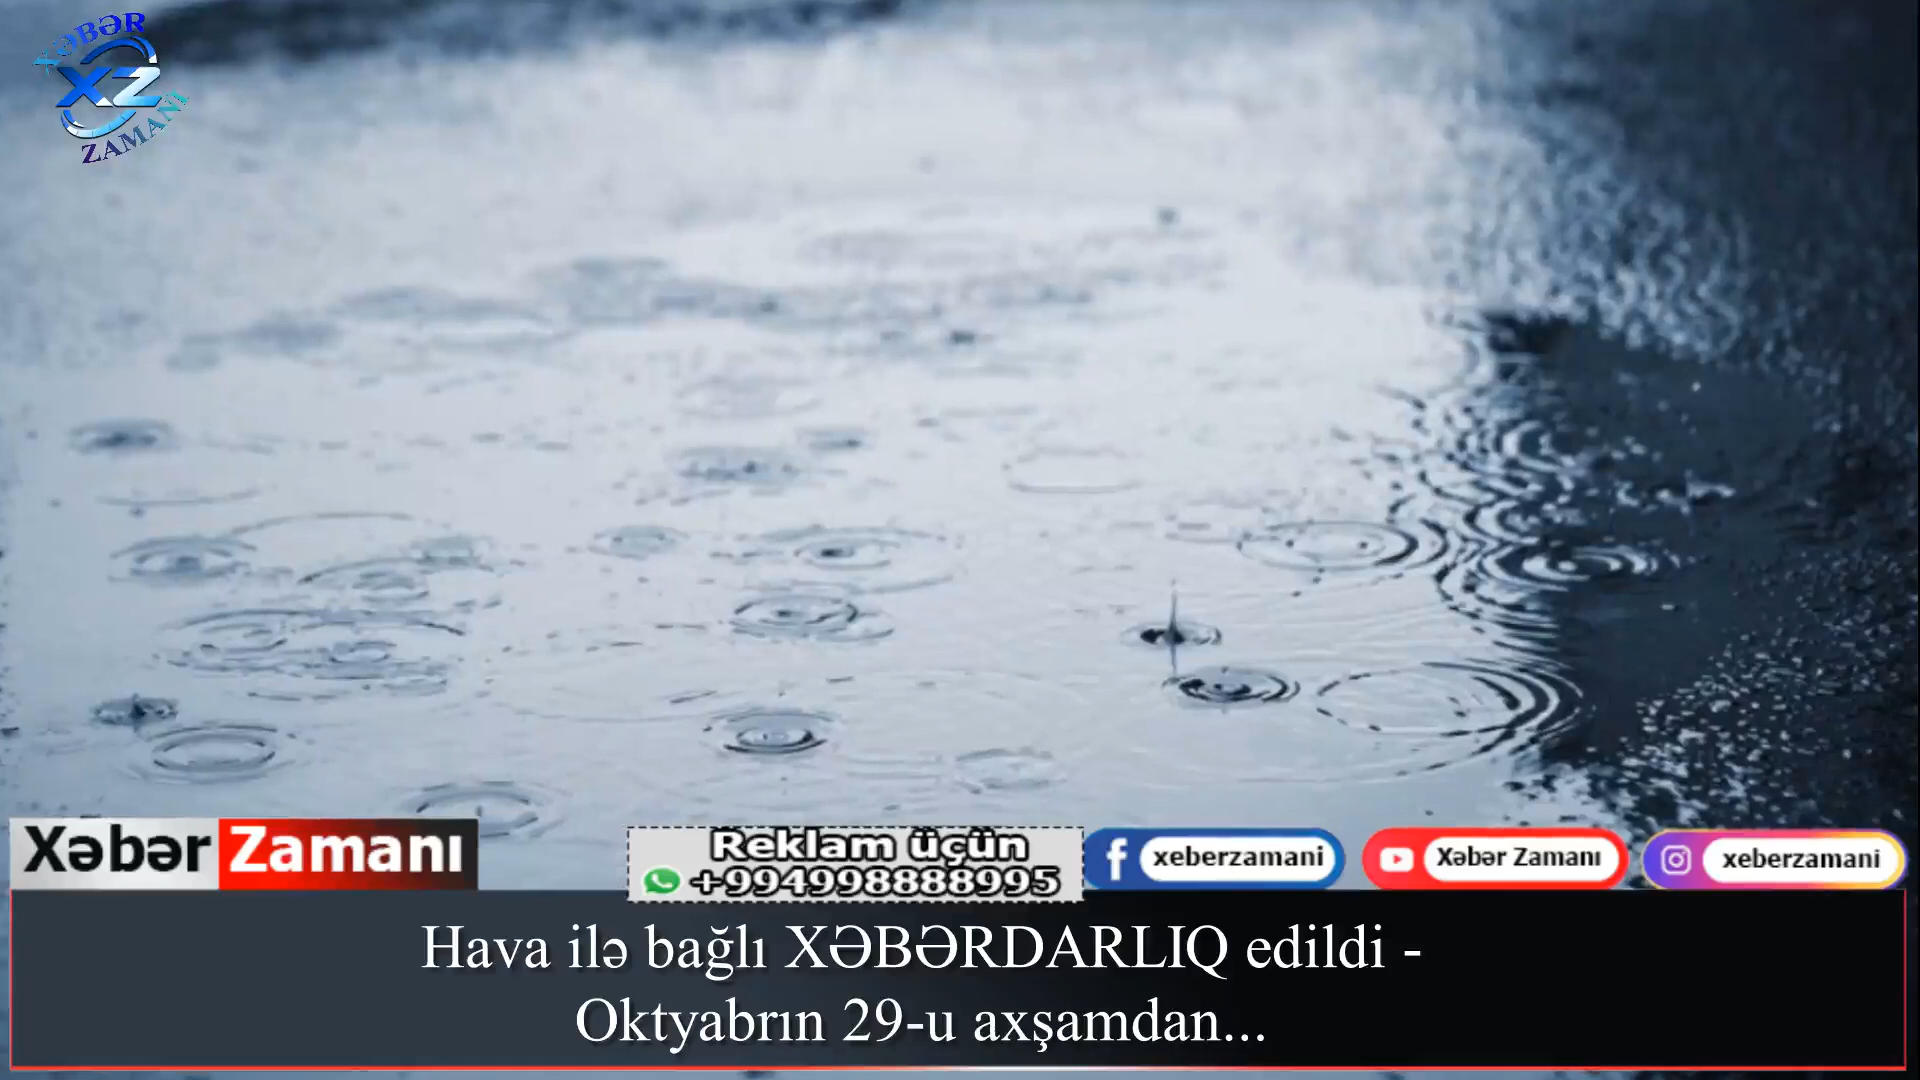 XƏBƏR
XZ
ZAMANI
Xəbər Zamanı
Reklam üçün
+994998888995
xeberzamani
Xəbər Zamanı
xeberzamani
Hava ilə bağlı XƏBƏRDARLIQ edildi -
Oktyabrın 29-u axşamdan...